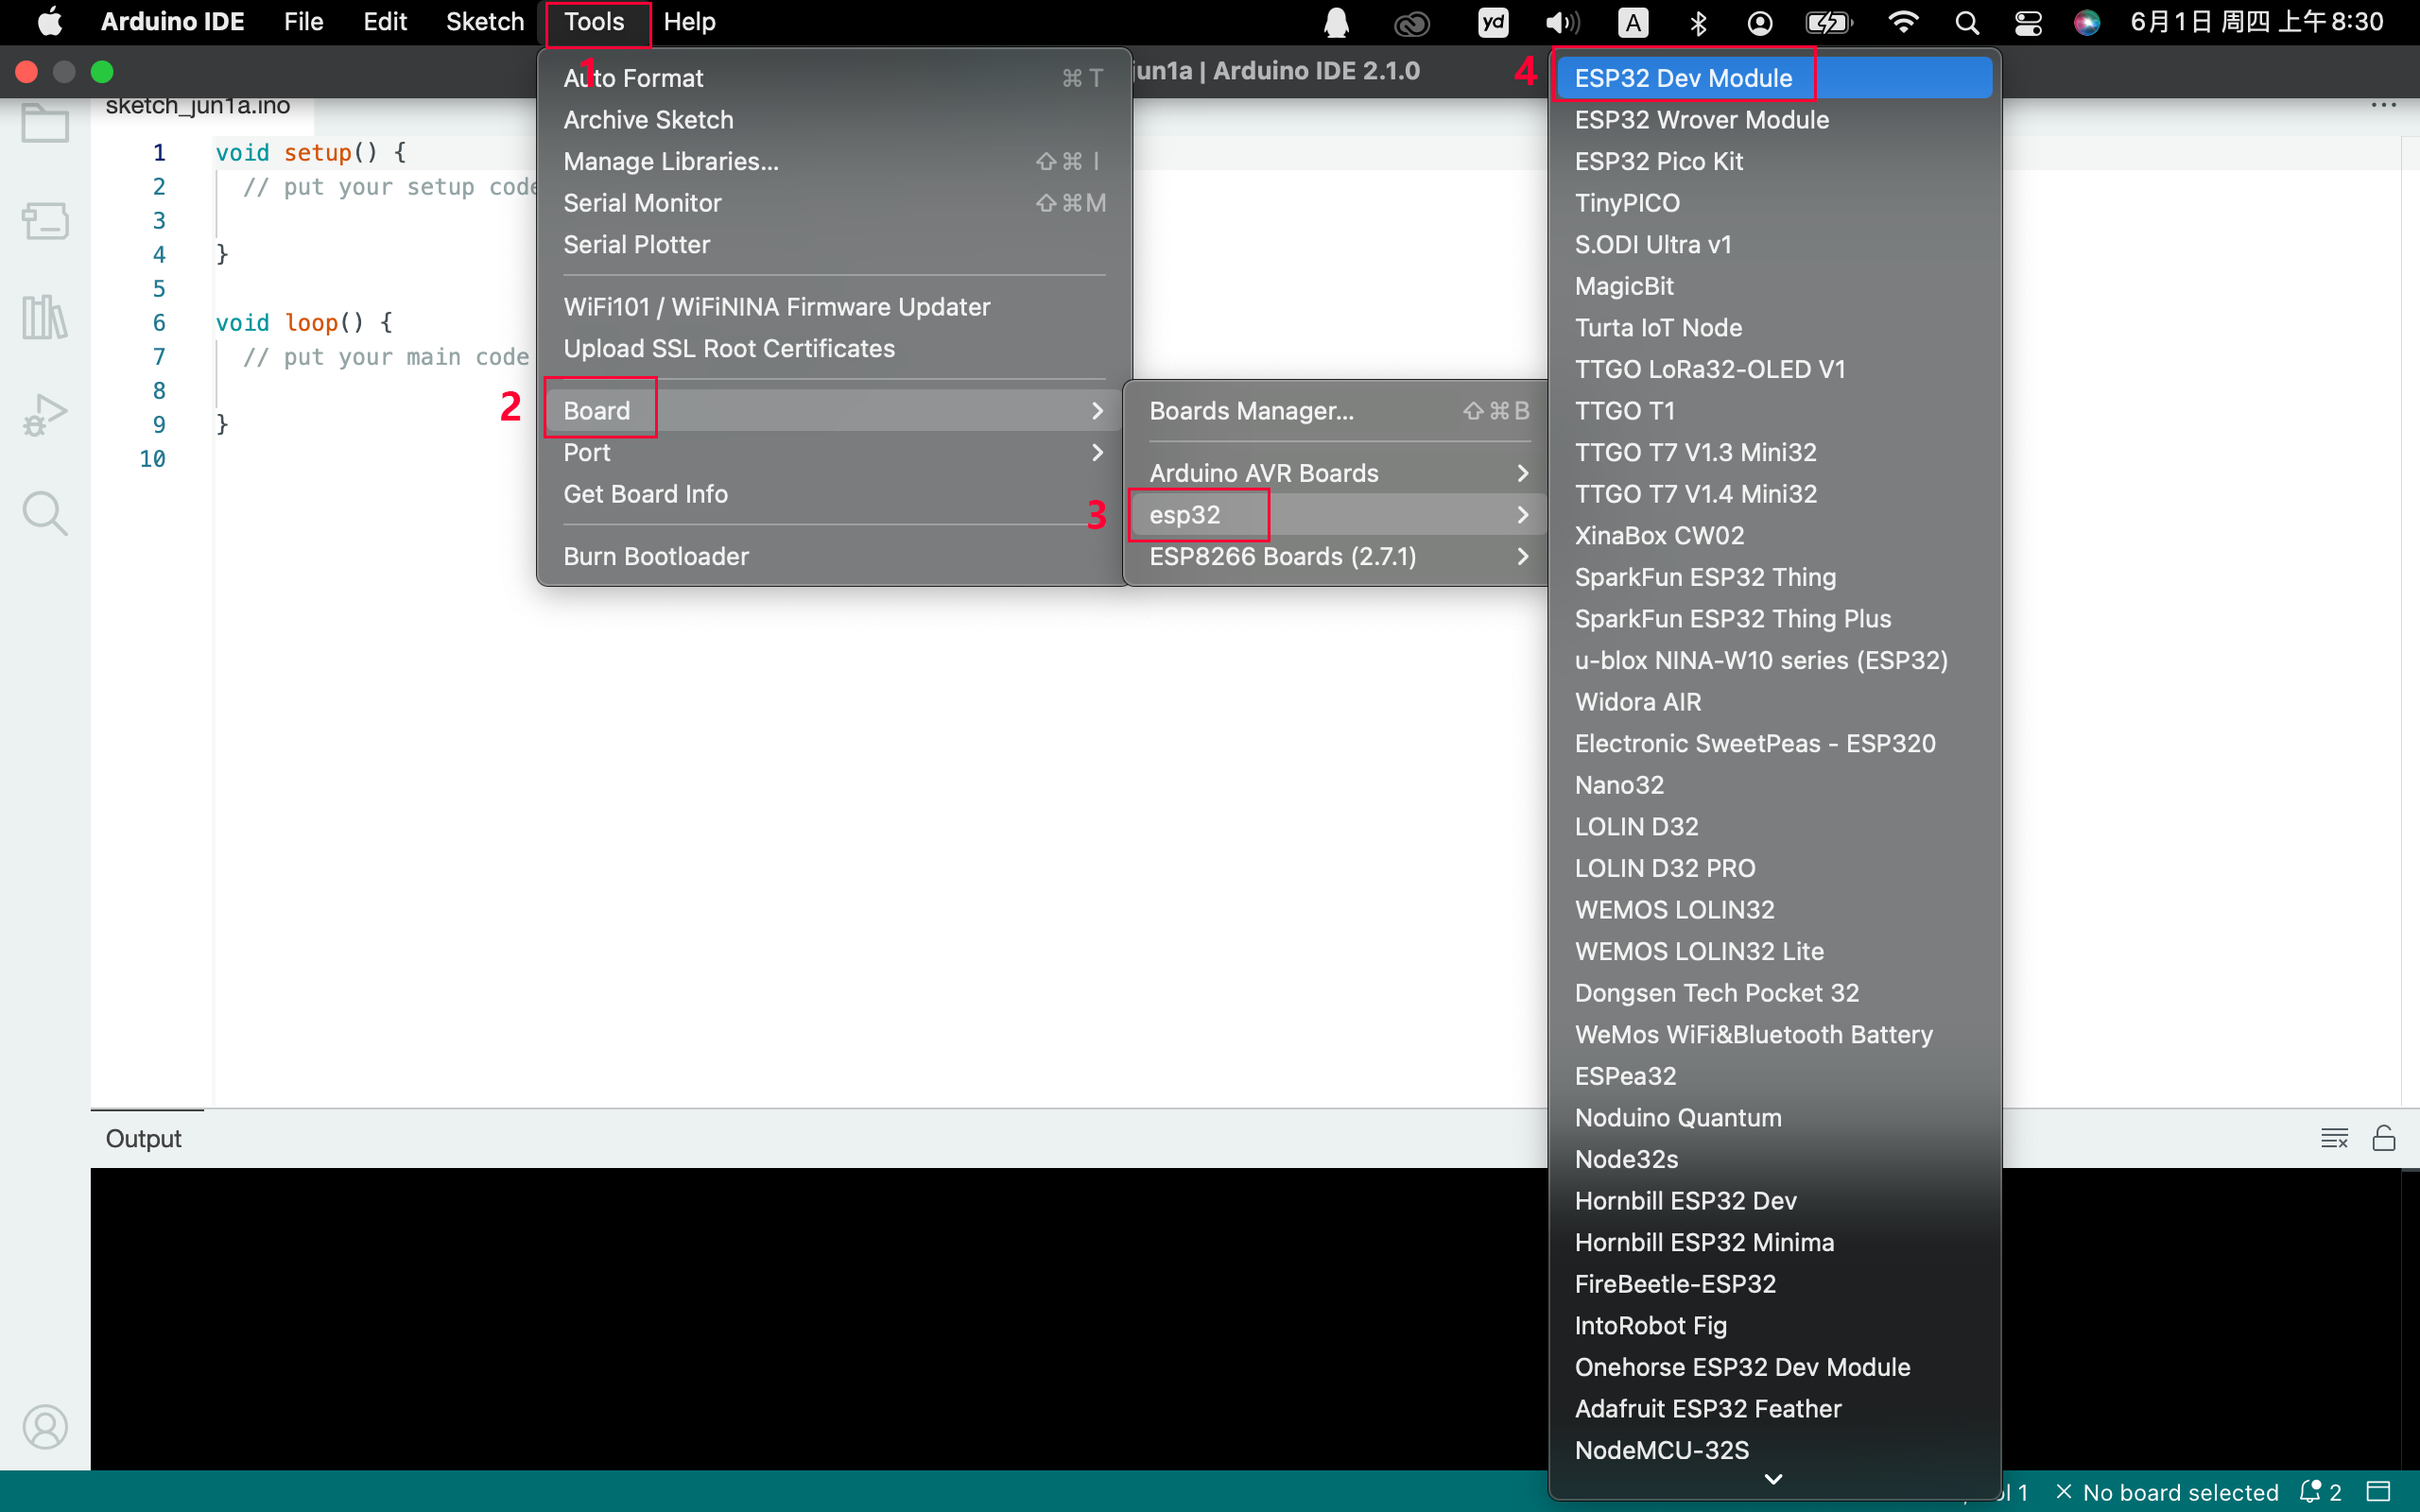 Arduino IDE File Edit Sketch Tools Help yd A 6月1日 周四 上午8:30
jun1a | Arduino IDE 2.1.0
sketch_jun1a.ino
1 void setup() {
2 // put your setup code
3
4 }
5
6 void loop() {
7 // put your main code
8
9 }
10
1
Auto Format ⌘ T
Archive Sketch
Manage Libraries... ⇧ ⌘ I
Serial Monitor ⇧ ⌘ M
Serial Plotter
WiFi101 / WiFiNINA Firmware Updater
Upload SSL Root Certificates
2 Board
Port
Get Board Info
Burn Bootloader
Boards Manager... ⇧ ⌘ B
Arduino AVR Boards
3 esp32
ESP8266 Boards (2.7.1)
4 ESP32 Dev Module
ESP32 Wrover Module
ESP32 Pico Kit
TinyPICO
S.ODI Ultra v1
MagicBit
Turta IoT Node
TTGO LoRa32-OLED V1
TTGO T1
TTGO T7 V1.3 Mini32
TTGO T7 V1.4 Mini32
XinaBox CW02
SparkFun ESP32 Thing
SparkFun ESP32 Thing Plus
u-blox NINA-W10 series (ESP32)
Widora AIR
Electronic SweetPeas - ESP320
Nano32
LOLIN D32
LOLIN D32 PRO
WEMOS LOLIN32
WEMOS LOLIN32 Lite
Dongsen Tech Pocket 32
WeMos WiFi&Bluetooth Battery
ESPea32
Noduino Quantum
Node32s
Hornbill ESP32 Dev
Hornbill ESP32 Minima
FireBeetle-ESP32
IntoRobot Fig
Onehorse ESP32 Dev Module
Adafruit ESP32 Feather
NodeMCU-32S
Output
1 No board selected 2